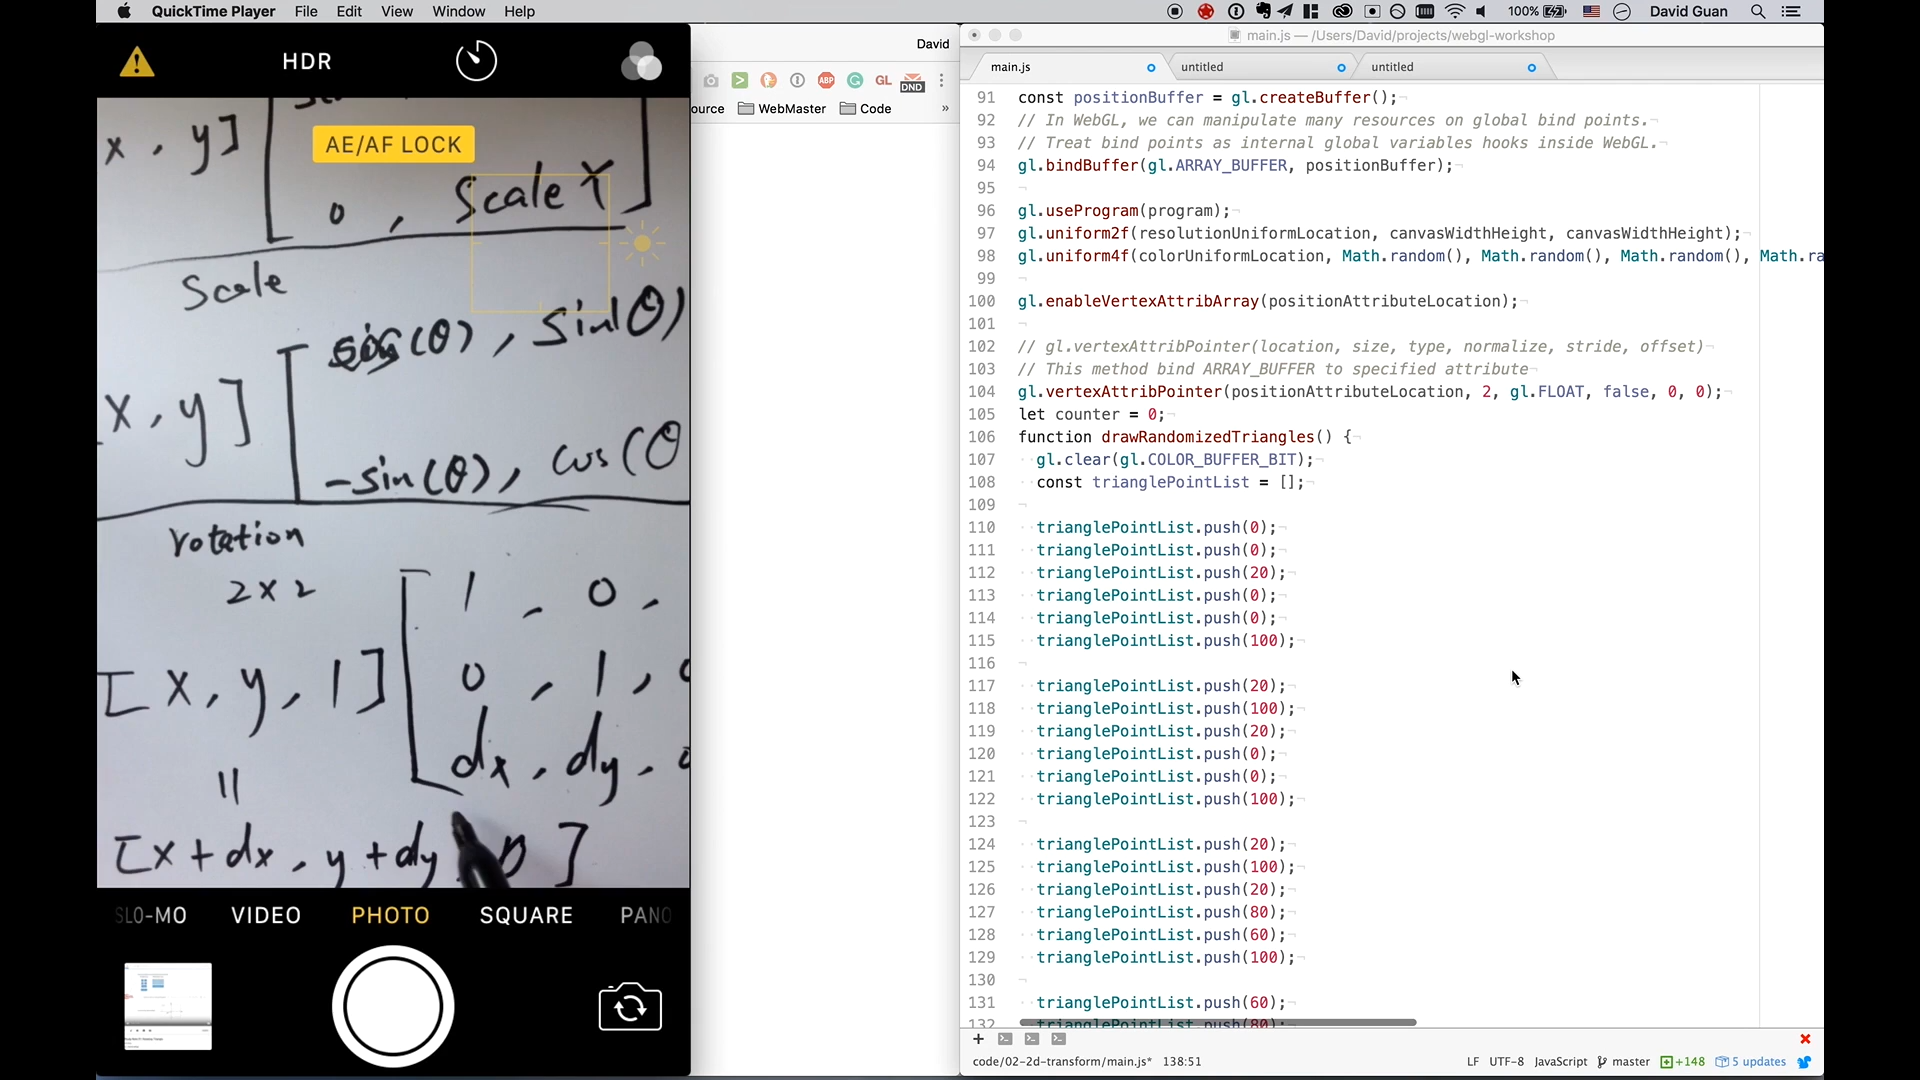 QuickTime Player File Edit View Window Help 100% David Guan
HDR
AE/AF LOCK
x , y]
0 , Scale Y
Scale
(θ) , sin(θ)
x , y]
-sin(θ), cos(θ
rotation
2x2
1 , 0 ,
[x, y, 1]
0 , 1 ,
dx , dy ,
[x+dx , y+dy ]
SLO-MO VIDEO PHOTO SQUARE PANO
David
ABP GL DND
ource WebMaster Code »
main.js — /Users/David/projects/webgl-workshop
main.js untitled untitled
91 const positionBuffer = gl.createBuffer();
92 // In WebGL, we can manipulate many resources on global bind points.
93 // Treat bind points as internal global variables hooks inside WebGL.
94 gl.bindBuffer(gl.ARRAY_BUFFER, positionBuffer);
95
96 gl.useProgram(program);
97 gl.uniform2f(resolutionUniformLocation, canvasWidthHeight, canvasWidthHeight);
98 gl.uniform4f(colorUniformLocation, Math.random(), Math.random(), Math.random(), Math.ra
99
100 gl.enableVertexAttribArray(positionAttributeLocation);
101
102 // gl.vertexAttribPointer(location, size, type, normalize, stride, offset)
103 // This method bind ARRAY_BUFFER to specified attribute
104 gl.vertexAttribPointer(positionAttributeLocation, 2, gl.FLOAT, false, 0, 0);
105 let counter = 0;
106 function drawRandomizedTriangles() {
107 gl.clear(gl.COLOR_BUFFER_BIT);
108 const trianglePointList = [];
109
110 trianglePointList.push(0);
111 trianglePointList.push(0);
112 trianglePointList.push(20);
113 trianglePointList.push(0);
114 trianglePointList.push(0);
115 trianglePointList.push(100);
116
117 trianglePointList.push(20);
118 trianglePointList.push(100);
119 trianglePointList.push(20);
120 trianglePointList.push(0);
121 trianglePointList.push(0);
122 trianglePointList.push(100);
123
124 trianglePointList.push(20);
125 trianglePointList.push(100);
126 trianglePointList.push(20);
127 trianglePointList.push(80);
128 trianglePointList.push(60);
129 trianglePointList.push(100);
130
131 trianglePointList.push(60);
132 trianglePointList.push(80);
code/02-2d-transform/main.js* 138:51 LF UTF-8 JavaScript master +148 5 updates